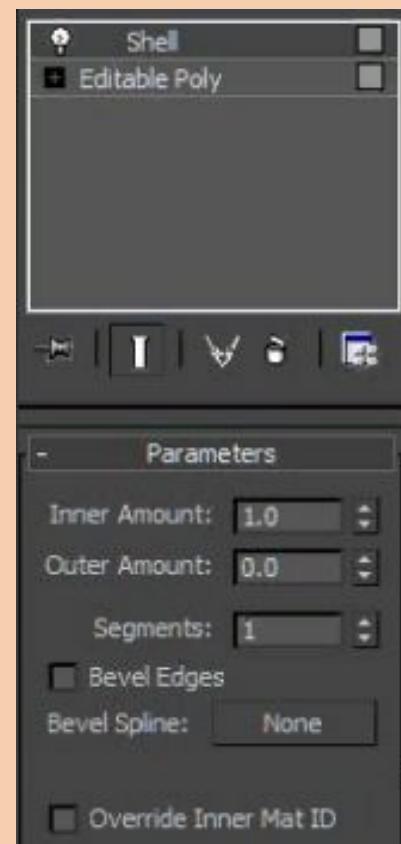 Shell
Editable Poly
- Parameters
Inner Amount: 1.0
Outer Amount: 0.0
Segments: 1
Bevel Edges
Bevel Spline: None
Override Inner Mat ID